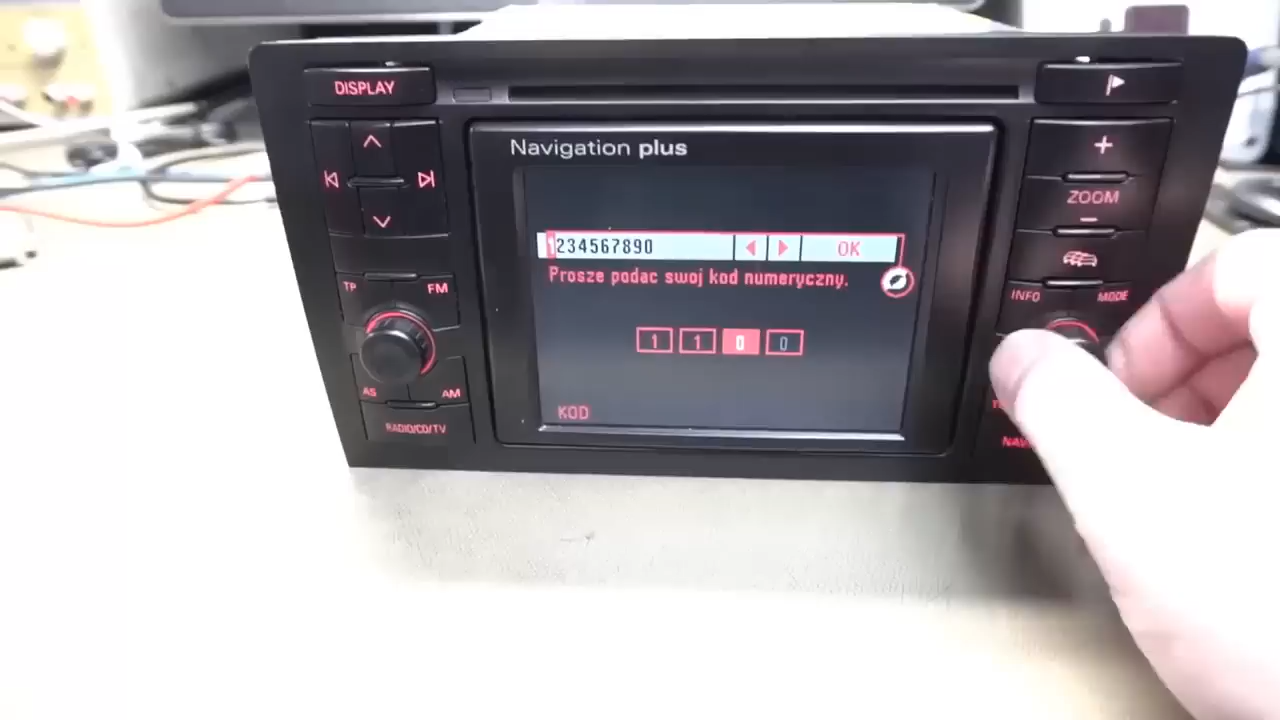 DISPLAY
Navigation plus
+
ZOOM
−
1234567890
OK
Prosze podac swoj kod numeryczny.
TP
FM
INFO
MODE
1 1 0 0
AS
AM
KOD
RADIO/CD/TV